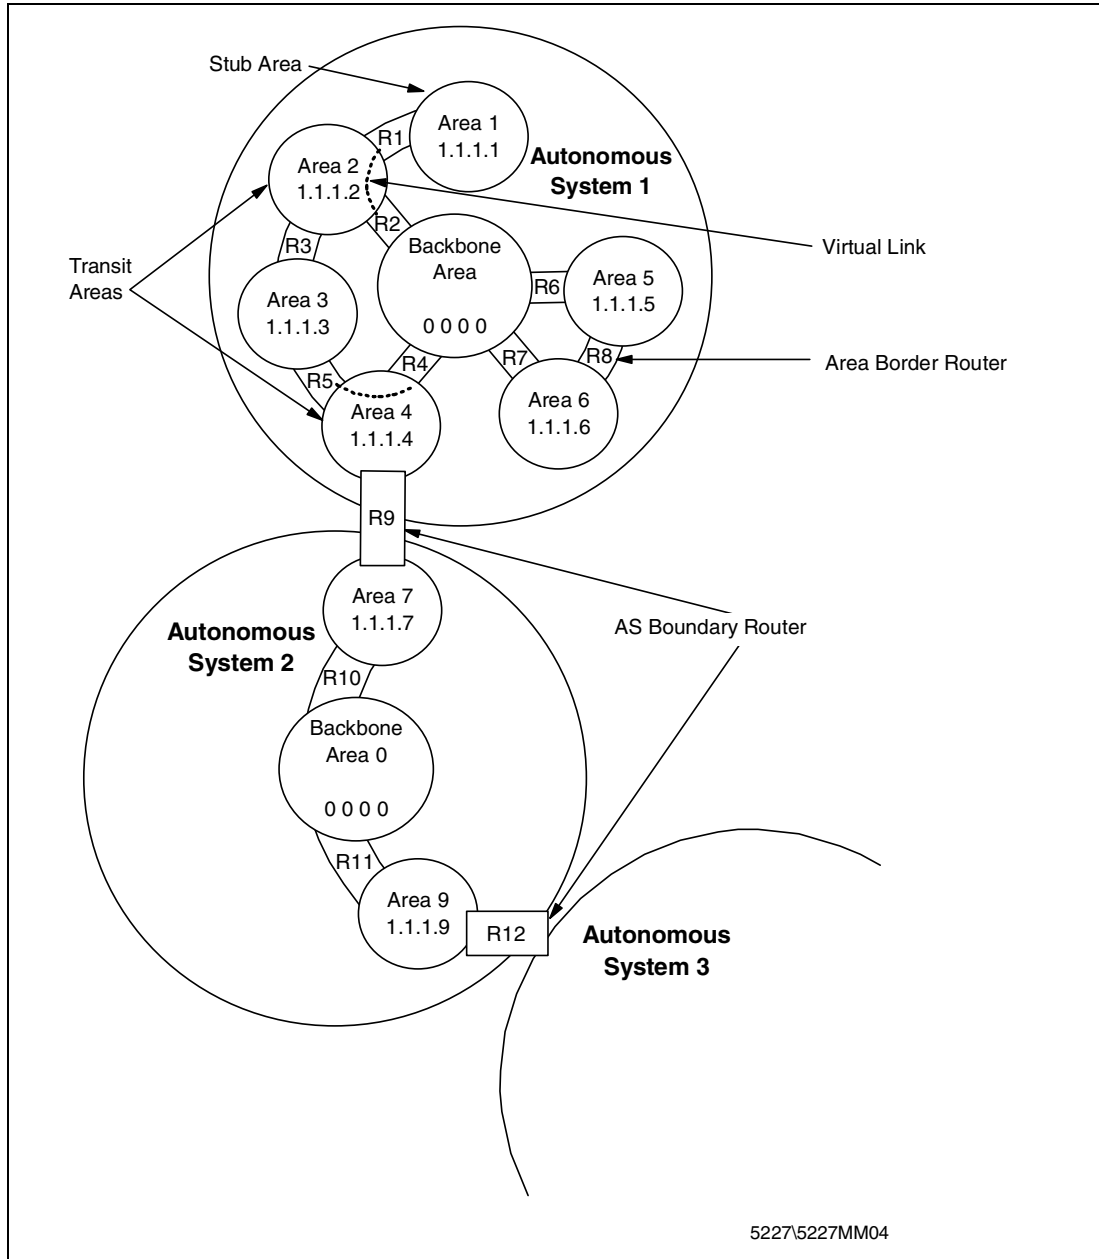 Stub Area
Area 1
1.1.1.1
R1
Autonomous
System 1
Area 2
1.1.1.2
R2
Virtual Link
R3
Backbone
Area
0 0 0 0
Transit
Areas
Area 3
1.1.1.3
R6
Area 5
1.1.1.5
R4
R7
R8
Area Border Router
R5
Area 4
1.1.1.4
Area 6
1.1.1.6
R9
Area 7
1.1.1.7
AS Boundary Router
Autonomous
System 2
R10
Backbone
Area 0
0 0 0 0
R11
Area 9
1.1.1.9
R12
Autonomous
System 3
5227\5227MM04